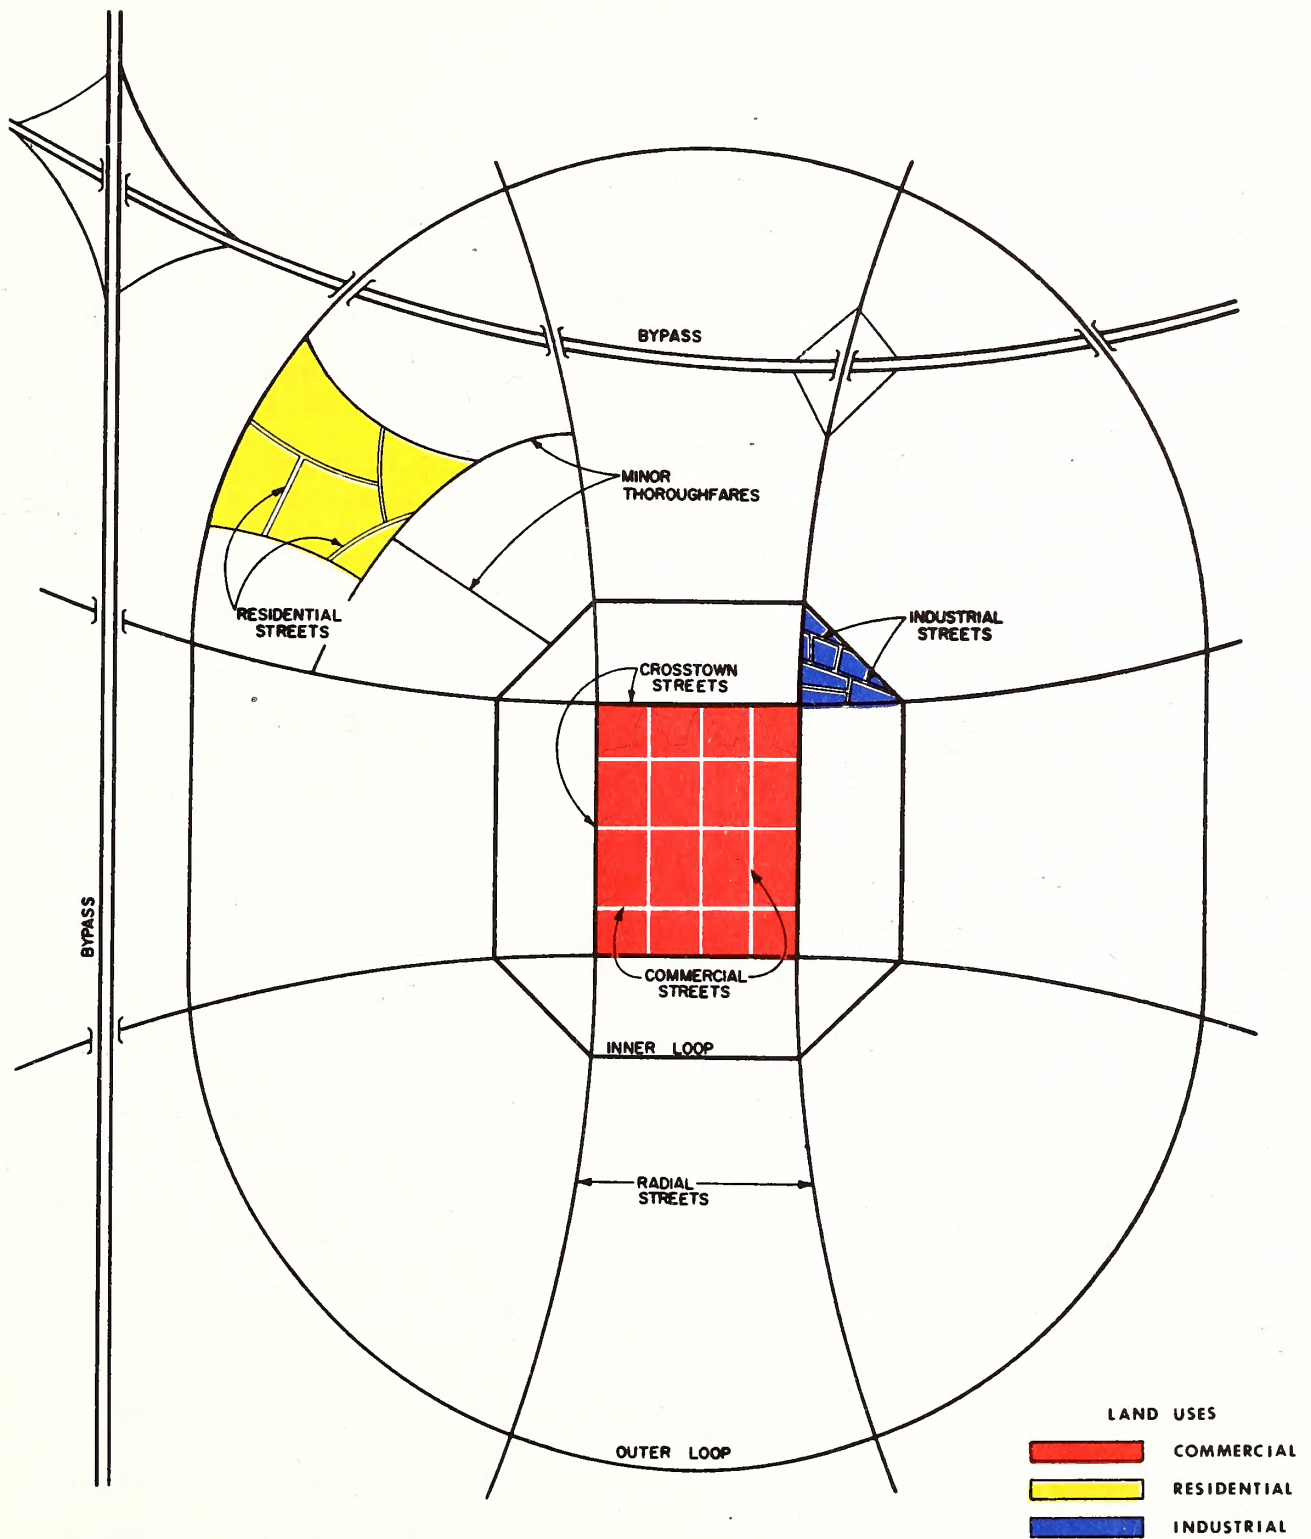 BYPASS
MINOR
THOROUGHFARES
RESIDENTIAL
STREETS
INDUSTRIAL
STREETS
CROSSTOWN
STREETS
BYPASS
COMMERCIAL
STREETS
INNER LOOP
RADIAL
STREETS
OUTER LOOP
LAND USES
COMMERCIAL
RESIDENTIAL
INDUSTRIAL